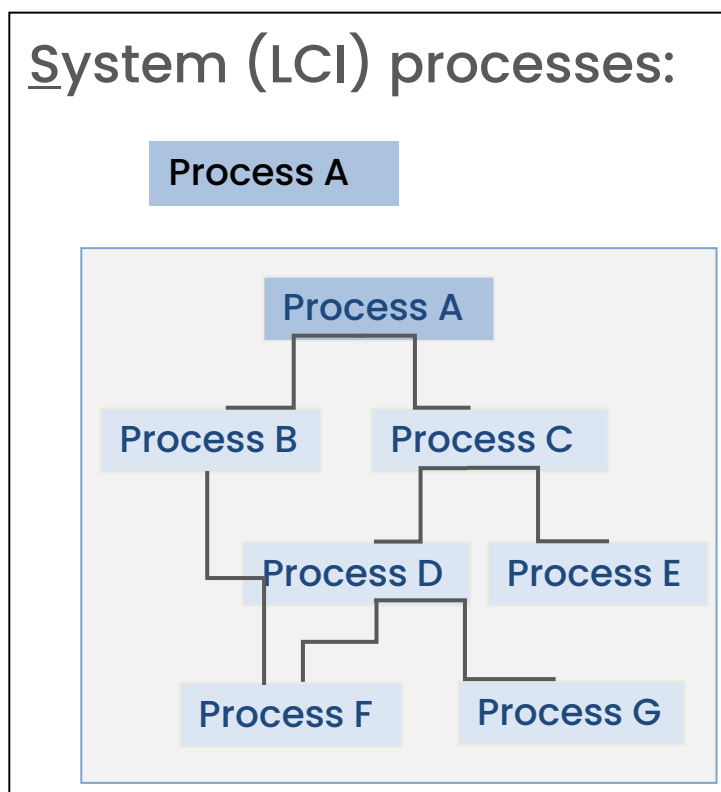 System (LCI) processes:
Process A
Process A
Process B
Process C
Process D
Process E
Process F
Process G